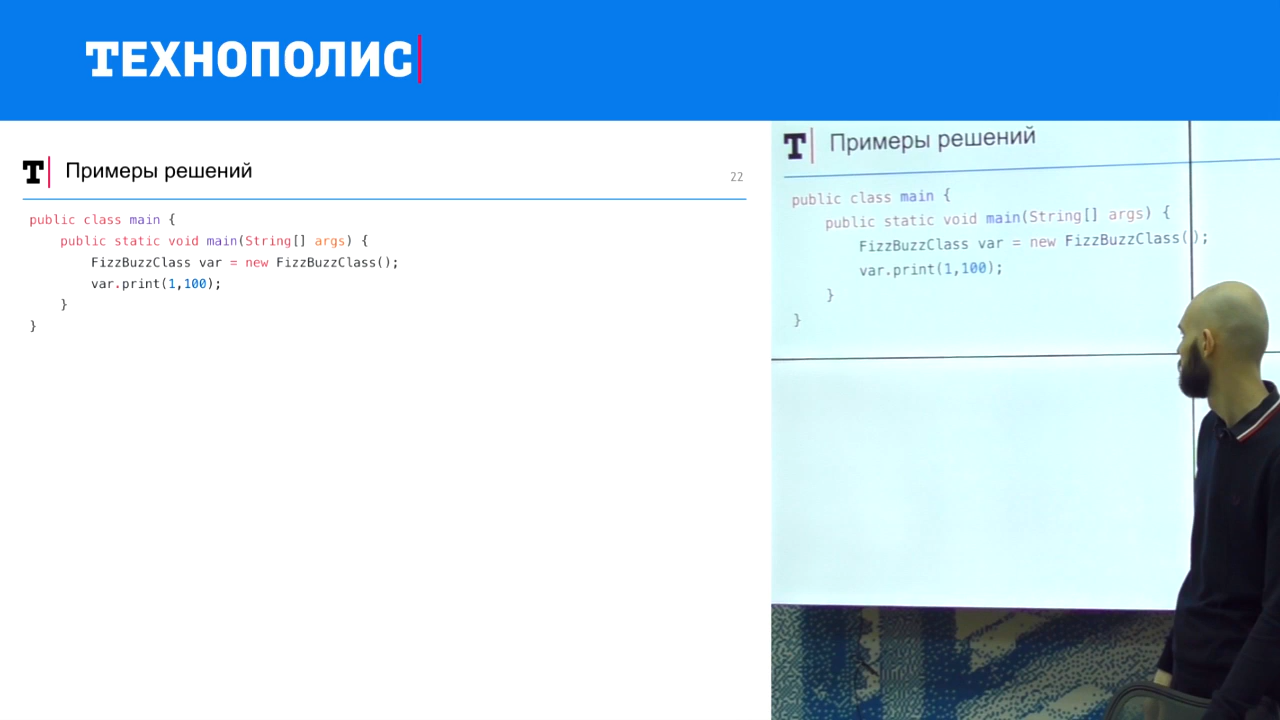 ТЕХНОПОЛИС
Т Примеры решений
22
public class main {
    public static void main(String[] args) {
        FizzBuzzClass var = new FizzBuzzClass();
        var.print(1,100);
    }
}
Т Примеры решений
public class main {
    public static void main(String[] args) {
        FizzBuzzClass var = new FizzBuzzClass();
        var.print(1,100);
    }
}